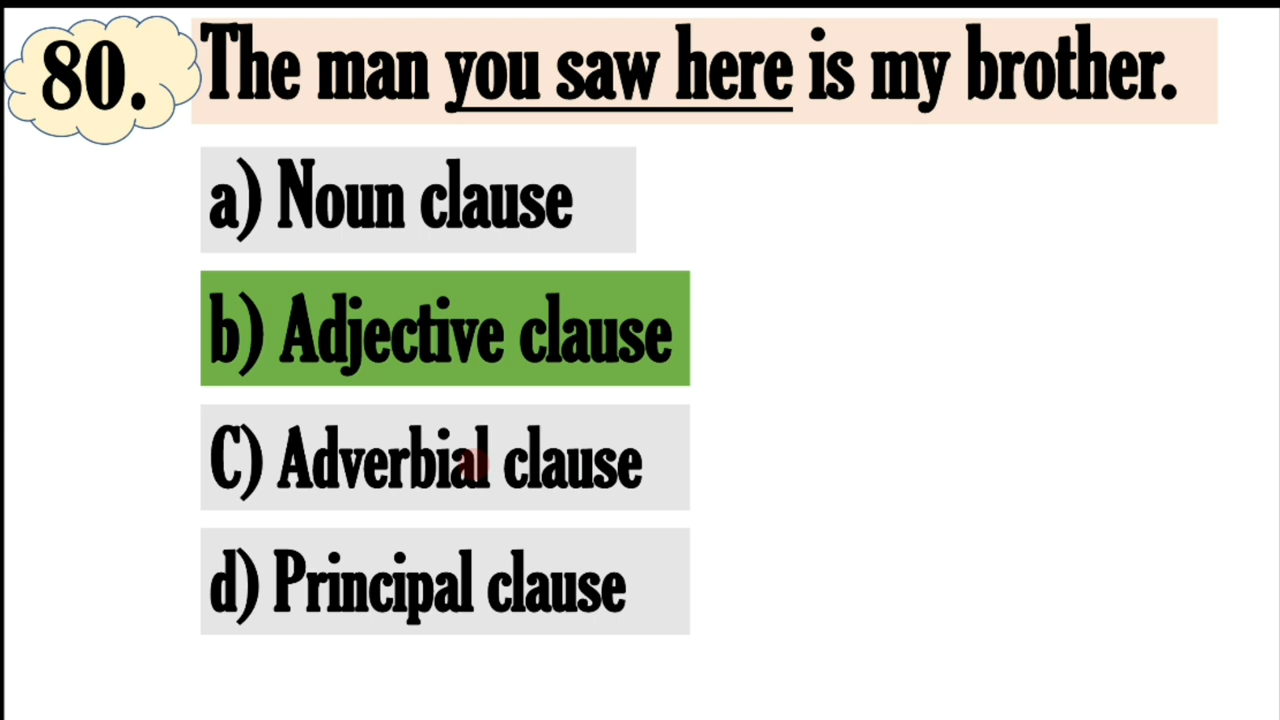 80. The man you saw here is my brother.
a) Noun clause
b) Adjective clause
C) Adverbial clause
d) Principal clause